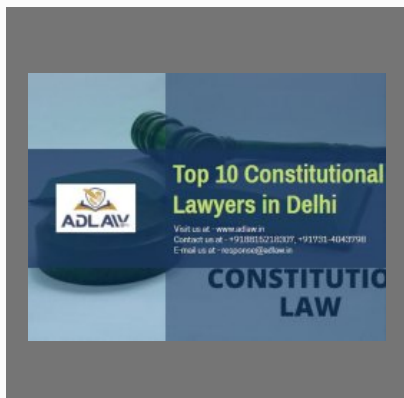 Top 10 Constitutional
Lawyers in Delhi
ADLAW
Visit us at - www.adlaw.in
Contact us at - +918815218307, +91731-4043798
E-mail us at - response@adlaw.in
CONSTITUTIO
LAW